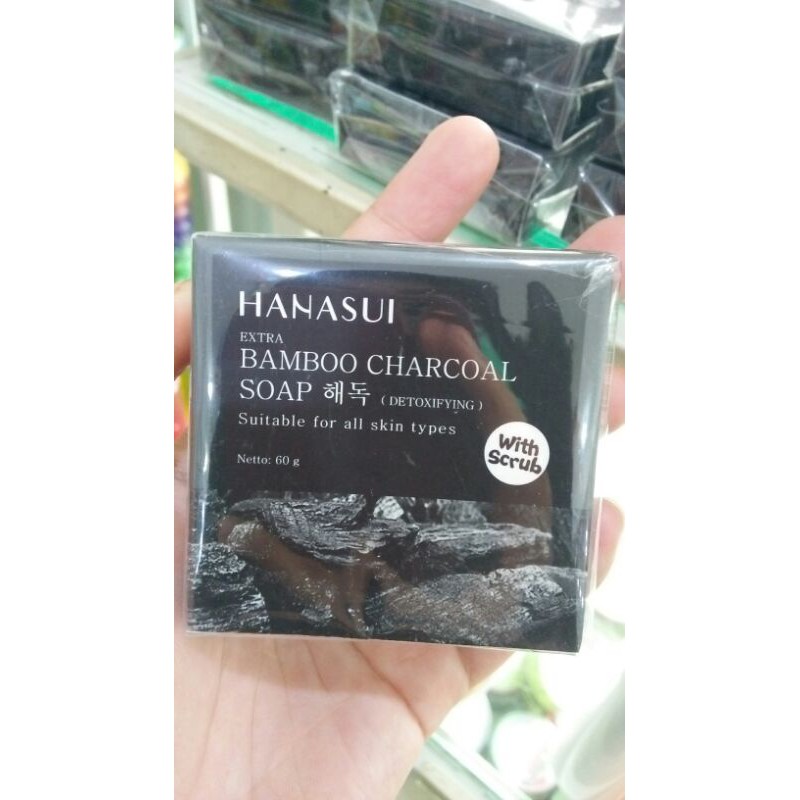 HANASUI
EXTRA
BAMBOO CHARCOAL
SOAP 해독 ( DETOXIFYING )
Suitable for all skin types
Netto: 60 g
With
Scrub